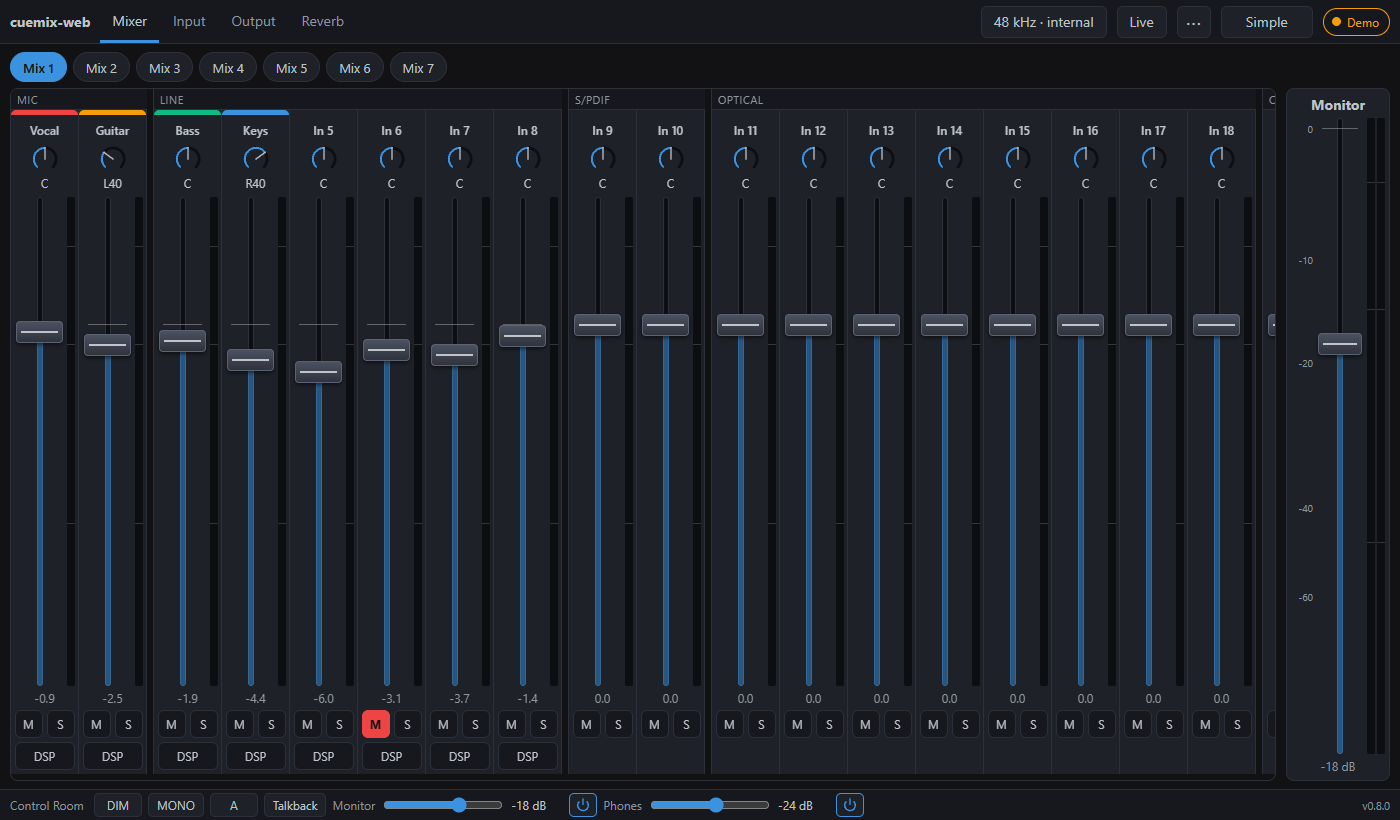 cuemix-web Mixer Input Output Reverb 48 kHz · internal Live ... Simple Demo
Mix 1 Mix 2 Mix 3 Mix 4 Mix 5 Mix 6 Mix 7
MIC LINE S/PDIF OPTICAL
Monitor
Vocal Guitar Bass Keys In 5 In 6 In 7 In 8 In 9 In 10 In 11 In 12 In 13 In 14 In 15 In 16 In 17 In 18
C L40 C R40 C C C C C C C C C C C C C C
0
-10
-20
-40
-60
-0.9 -2.5 -1.9 -4.4 -6.0 -3.1 -3.7 -1.4 0.0 0.0 0.0 0.0 0.0 0.0 0.0 0.0 0.0 0.0
M S M S M S M S M S M S M S M S M S M S M S M S M S M S M S M S M S M S
DSP DSP DSP DSP DSP DSP DSP DSP
-18 dB
Control Room DIM MONO A Talkback Monitor -18 dB Phones -24 dB v0.8.0